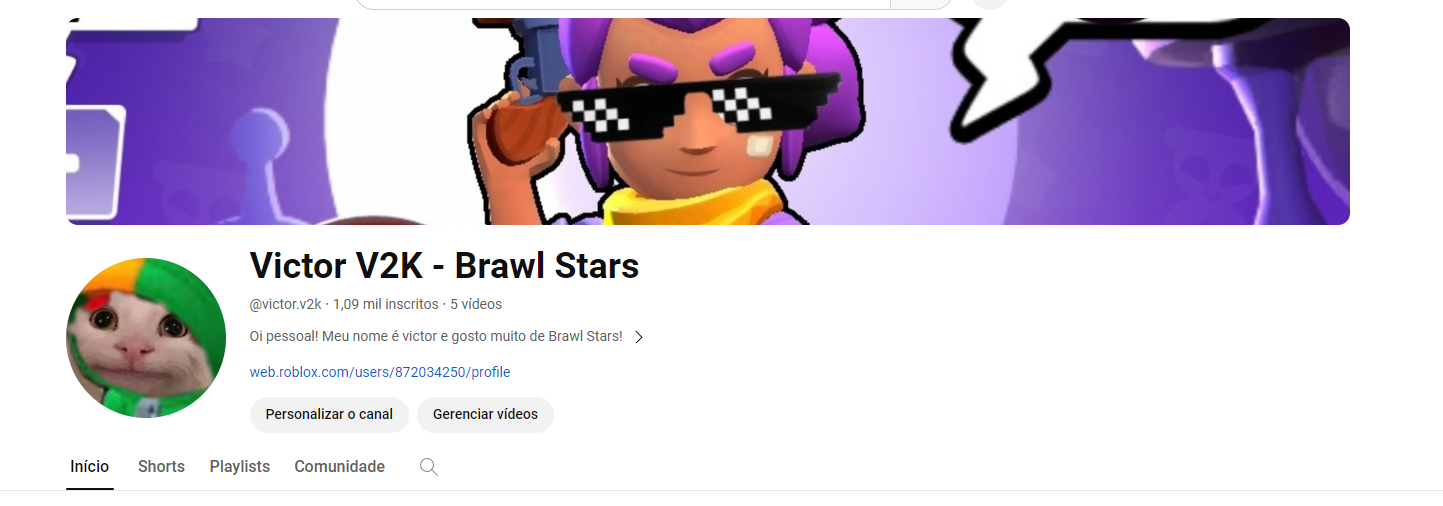 Victor V2K - Brawl Stars
@victor.v2k · 1,09 mil inscritos · 5 vídeos
Oi pessoal! Meu nome é victor e gosto muito de Brawl Stars!
web.roblox.com/users/872034250/profile
Personalizar o canal Gerenciar vídeos
Início Shorts Playlists Comunidade